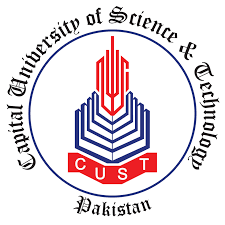 Capital University of Science & Technology
CUST
Pakistan